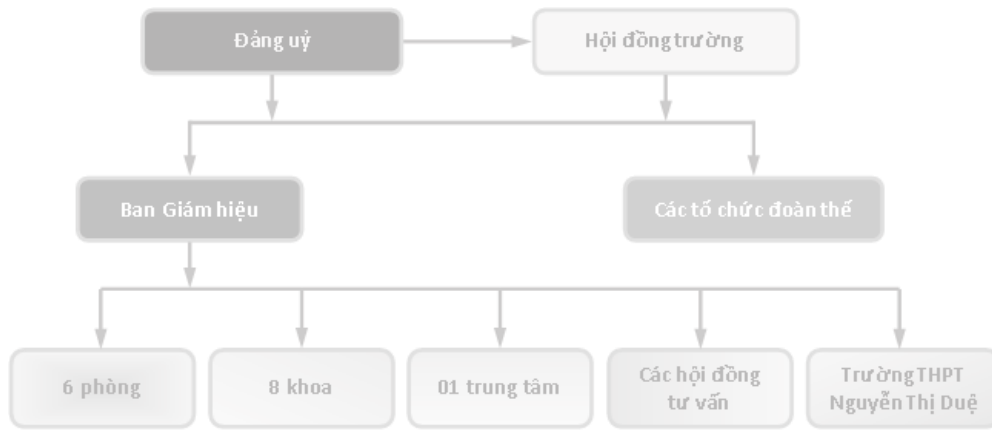 Đảng uỷ
Hội đồng trường
Ban Giám hiệu
Các tổ chức đoàn thể
6 phòng
8 khoa
01 trung tâm
Các hội đồng
tư vấn
Trường THPT
Nguyễn Thị Duệ